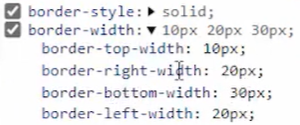 border-style: solid;
border-width: 10px 20px 30px;
border-top-width: 10px;
border-right-width: 20px;
border-bottom-width: 30px;
border-left-width: 20px;